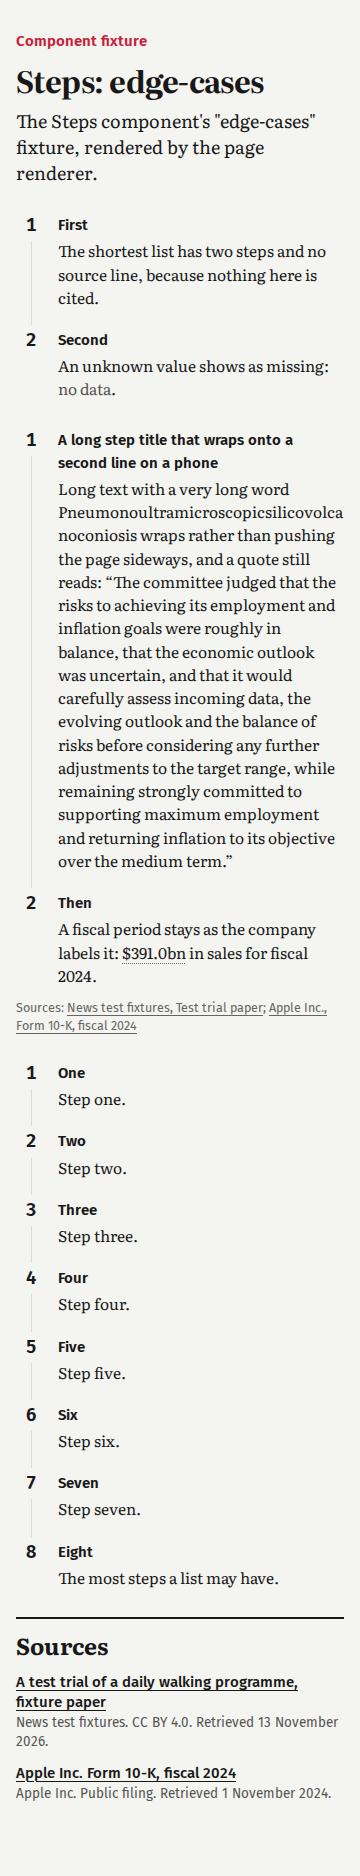 Component fixture
Steps: edge-cases
The Steps component's "edge-cases"
fixture, rendered by the page
renderer.
1 First
The shortest list has two steps and no
source line, because nothing here is
cited.
2 Second
An unknown value shows as missing:
no data.
1 A long step title that wraps onto a
second line on a phone
Long text with a very long word
Pneumonoultramicroscopicsilicovolca
noconiosis wraps rather than pushing
the page sideways, and a quote still
reads: “The committee judged that the
risks to achieving its employment and
inflation goals were roughly in
balance, that the economic outlook
was uncertain, and that it would
carefully assess incoming data, the
evolving outlook and the balance of
risks before considering any further
adjustments to the target range, while
remaining strongly committed to
supporting maximum employment
and returning inflation to its objective
over the medium term.”
2 Then
A fiscal period stays as the company
labels it: $391.0bn in sales for fiscal
2024.
Sources: News test fixtures, Test trial paper; Apple Inc.,
Form 10-K, fiscal 2024
1 One
Step one.
2 Two
Step two.
3 Three
Step three.
4 Four
Step four.
5 Five
Step five.
6 Six
Step six.
7 Seven
Step seven.
8 Eight
The most steps a list may have.
Sources
A test trial of a daily walking programme,
fixture paper
News test fixtures. CC BY 4.0. Retrieved 13 November
2026.
Apple Inc. Form 10-K, fiscal 2024
Apple Inc. Public filing. Retrieved 1 November 2024.